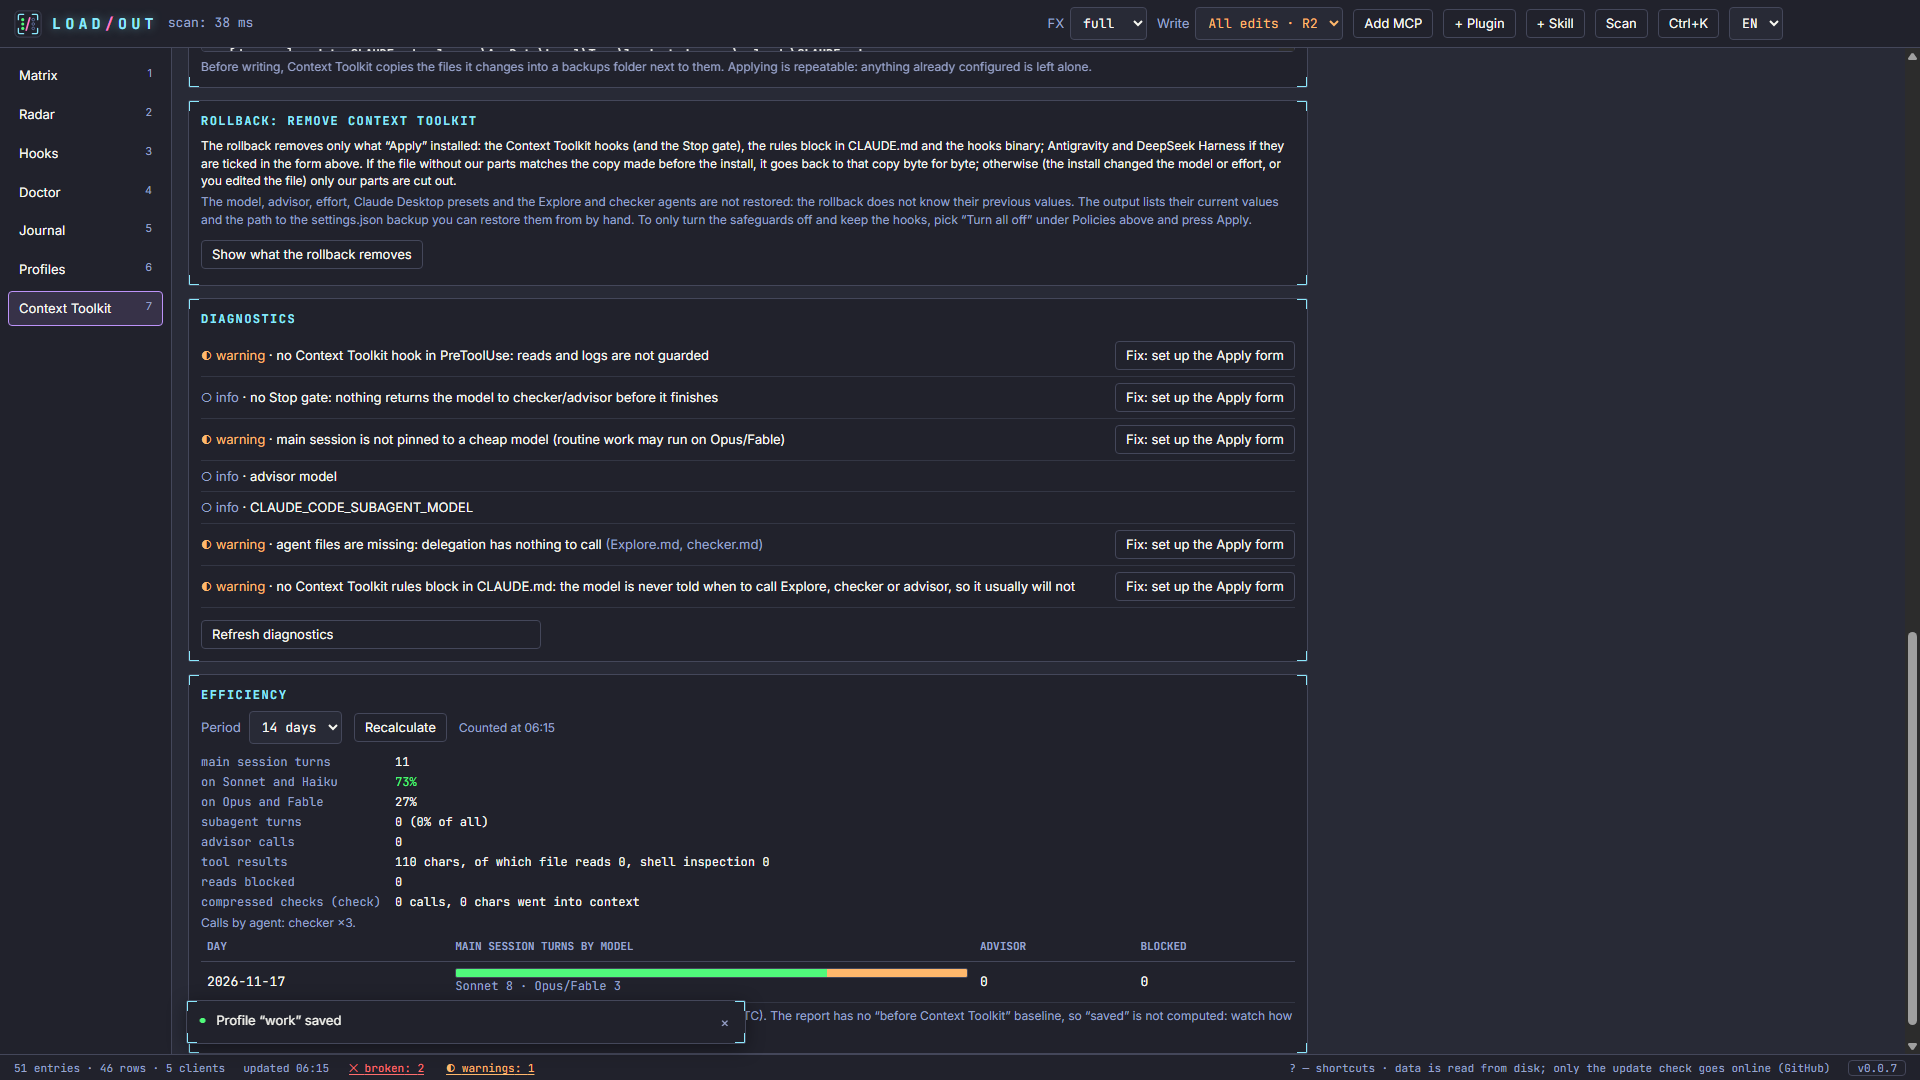 LOAD/OUT scan: 38 ms FX full Write All edits · R2 Add MCP + Plugin + Skill Scan Ctrl+K EN
Matrix 1
Radar 2
Hooks 3
Doctor 4
Journal 5
Profiles 6
Context Toolkit 7
Before writing, Context Toolkit copies the files it changes into a backups folder next to them. Applying is repeatable: anything already configured is left alone.
ROLLBACK: REMOVE CONTEXT TOOLKIT
The rollback removes only what “Apply” installed: the Context Toolkit hooks (and the Stop gate), the rules block in CLAUDE.md and the hooks binary; Antigravity and DeepSeek Harness if they
are ticked in the form above. If the file without our parts matches the copy made before the install, it goes back to that copy byte for byte; otherwise (the install changed the model or effort, or
you edited the file) only our parts are cut out.
The model, advisor, effort, Claude Desktop presets and the Explore and checker agents are not restored: the rollback does not know their previous values. The output lists their current values
and the path to the settings.json backup you can restore them from by hand. To only turn the safeguards off and keep the hooks, pick “Turn all off” under Policies above and press Apply.
Show what the rollback removes
DIAGNOSTICS
warning · no Context Toolkit hook in PreToolUse: reads and logs are not guarded Fix: set up the Apply form
info · no Stop gate: nothing returns the model to checker/advisor before it finishes Fix: set up the Apply form
warning · main session is not pinned to a cheap model (routine work may run on Opus/Fable) Fix: set up the Apply form
info · advisor model
info · CLAUDE_CODE_SUBAGENT_MODEL
warning · agent files are missing: delegation has nothing to call (Explore.md, checker.md) Fix: set up the Apply form
warning · no Context Toolkit rules block in CLAUDE.md: the model is never told when to call Explore, checker or advisor, so it usually will not Fix: set up the Apply form
Refresh diagnostics
EFFICIENCY
Period 14 days Recalculate Counted at 06:15
main session turns 11
on Sonnet and Haiku 73%
on Opus and Fable 27%
subagent turns 0 (0% of all)
advisor calls 0
tool results 110 chars, of which file reads 0, shell inspection 0
reads blocked 0
compressed checks (check) 0 calls, 0 chars went into context
Calls by agent: checker ×3.
DAY MAIN SESSION TURNS BY MODEL ADVISOR BLOCKED
2026-11-17 Sonnet 8 · Opus/Fable 3 0 0
TC). The report has no “before Context Toolkit” baseline, so “saved” is not computed: watch how
Profile “work” saved ×
51 entries · 46 rows · 5 clients updated 06:15 broken: 2 warnings: 1 ? — shortcuts · data is read from disk; only the update check goes online (GitHub) v0.0.7